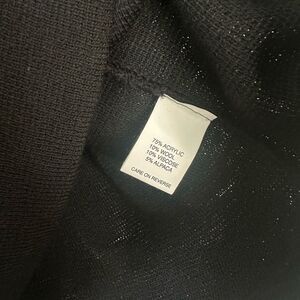 75% ACRYLIC
10% WOOL
10% VISCOSE
5% ALPACA
CARE ON REVERSE